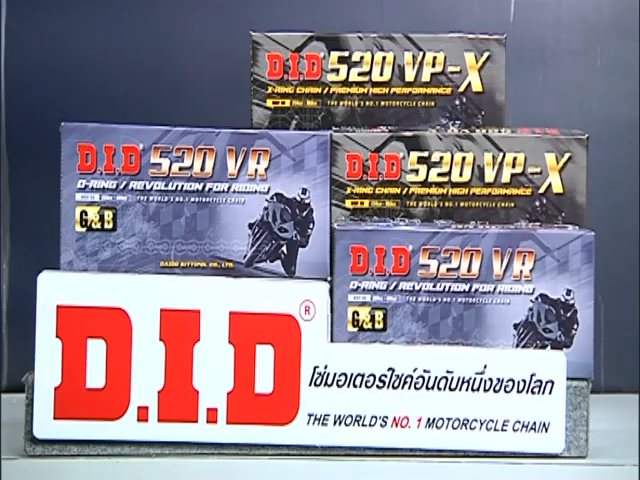 D.I.D 520 VP-X
X-RING CHAIN / PREMIUM HIGH PERFORMANCE
THE WORLD'S NO.1 MOTORCYCLE CHAIN
D.I.D 520 VR
O-RING / REVOLUTION FOR RIDING
THE WORLD'S NO.1 MOTORCYCLE CHAIN
G&B
DAIDO SITTIPOL CO., LTD.
D.I.D 520 VP-X
X-RING CHAIN / PREMIUM HIGH PERFORMANCE
THE WORLD'S NO.1 MOTORCYCLE CHAIN
D.I.D 520 VR
O-RING / REVOLUTION FOR RIDING
THE WORLD'S NO.1 MOTORCYCLE CHAIN
G&B
D.I.D ®
โซ่มอเตอร์ไซค์อันดับหนึ่งของโลก
THE WORLD'S NO. 1 MOTORCYCLE CHAIN